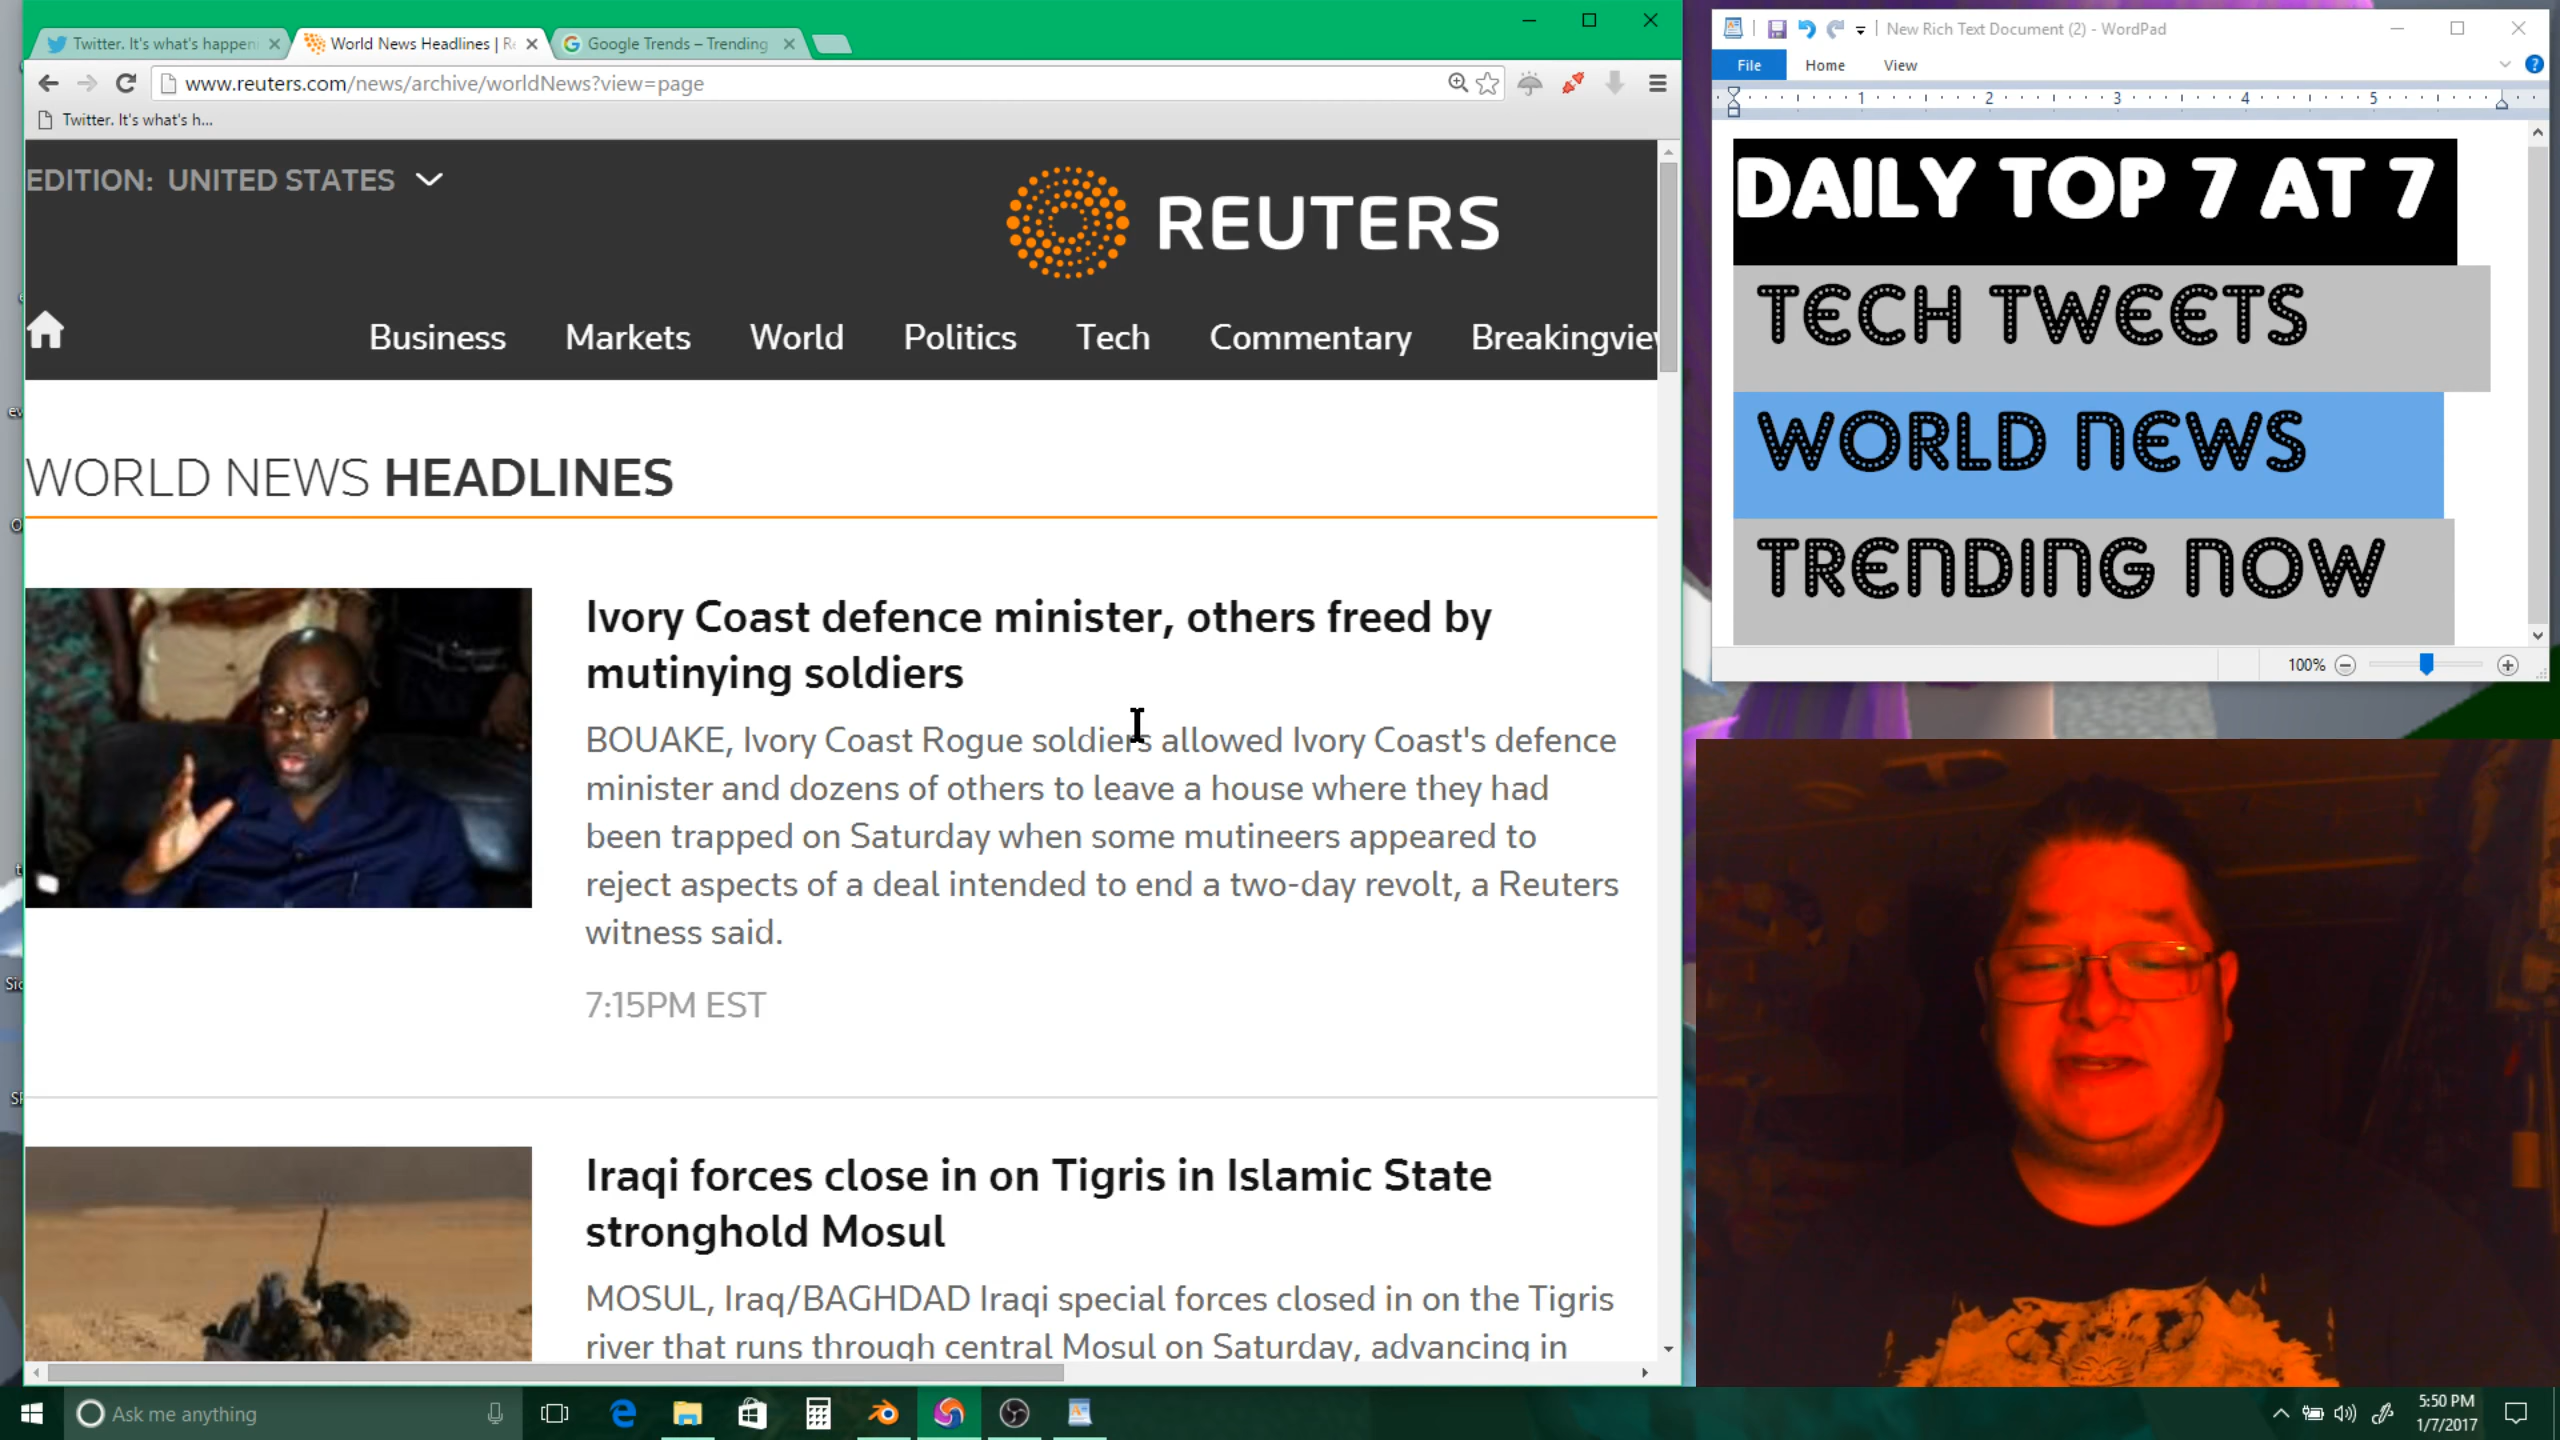 Twitter. It's what's happen
World News Headlines | R
Google Trends – Trending
www.reuters.com/news/archive/worldNews?view=page
Twitter. It's what's h...
EDITION: UNITED STATES
REUTERS
Business Markets World Politics Tech Commentary Breakingvie
WORLD NEWS HEADLINES
Ivory Coast defence minister, others freed by
mutinying soldiers
BOUAKE, Ivory Coast Rogue soldiers allowed Ivory Coast's defence
minister and dozens of others to leave a house where they had
been trapped on Saturday when some mutineers appeared to
reject aspects of a deal intended to end a two-day revolt, a Reuters
witness said.
7:15PM EST
Iraqi forces close in on Tigris in Islamic State
stronghold Mosul
MOSUL, Iraq/BAGHDAD Iraqi special forces closed in on the Tigris
river that runs through central Mosul on Saturday, advancing in
New Rich Text Document (2) - WordPad
File Home View
1 2 3 4 5
DAILY TOP 7 AT 7
TECH TWEETS
WORLD NEWS
TRENDING NOW
100%
Ask me anything
5:50 PM
1/7/2017